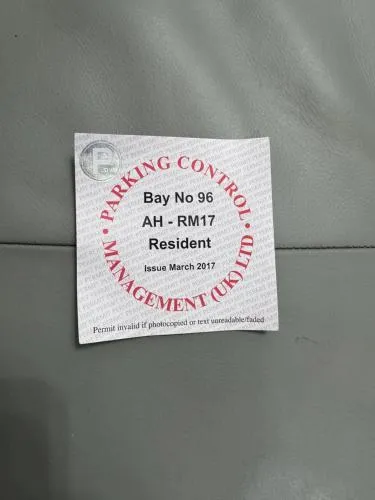 PARKING CONTROL
Bay No 96
AH - RM17
Resident
Issue March 2017
MANAGEMENT (UK) LTD
Permit invalid if photocopied or text unreadable/faded